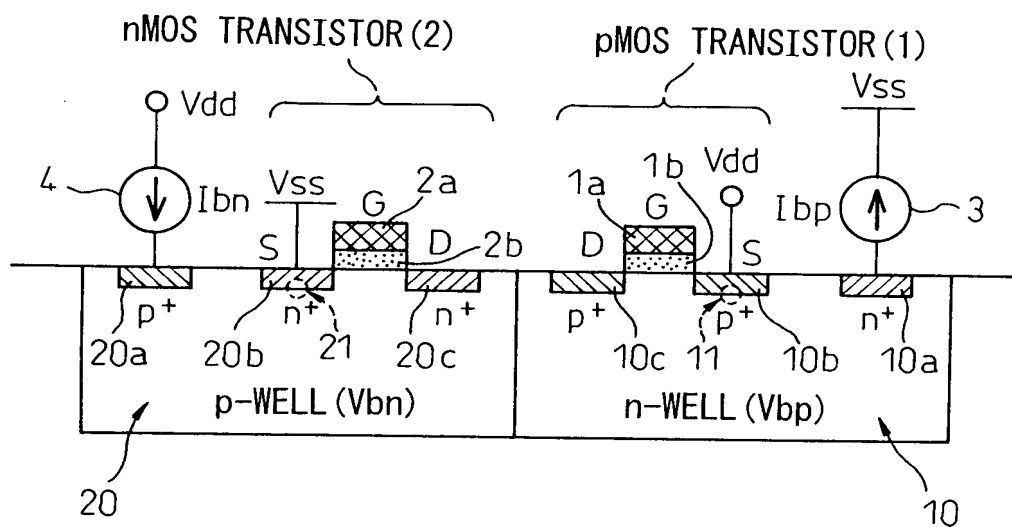 nMOS TRANSISTOR(2)
pMOS TRANSISTOR(1)
Vdd
Vss
4
Ibn
Vss
G
2a
S
D
2b
1a
G
1b
Vdd
D
S
Ibp
3
p+
n+
n+
p+
p+
n+
20a
20b
21
20c
10c
11
10b
10a
p-WELL(Vbn)
n-WELL(Vbp)
20
10